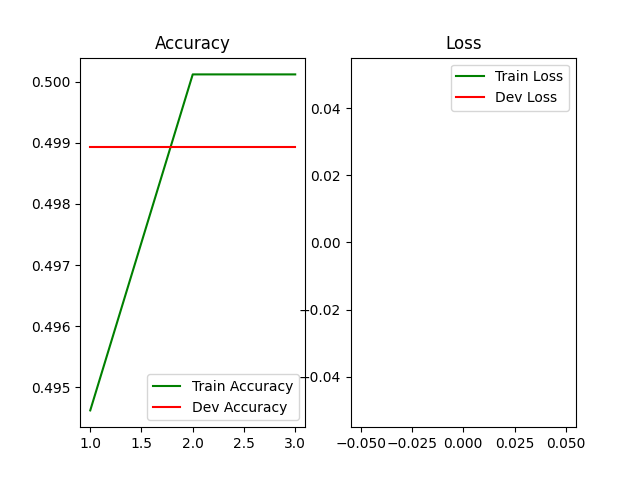 Accuracy
0.500
0.499
0.498
0.497
0.496
0.495
1.0 1.5 2.0 2.5 3.0
Train Accuracy
Dev Accuracy
Loss
0.04
0.02
0.00
−0.02
−0.04
−0.050 −0.025 0.000 0.025 0.050
Train Loss
Dev Loss